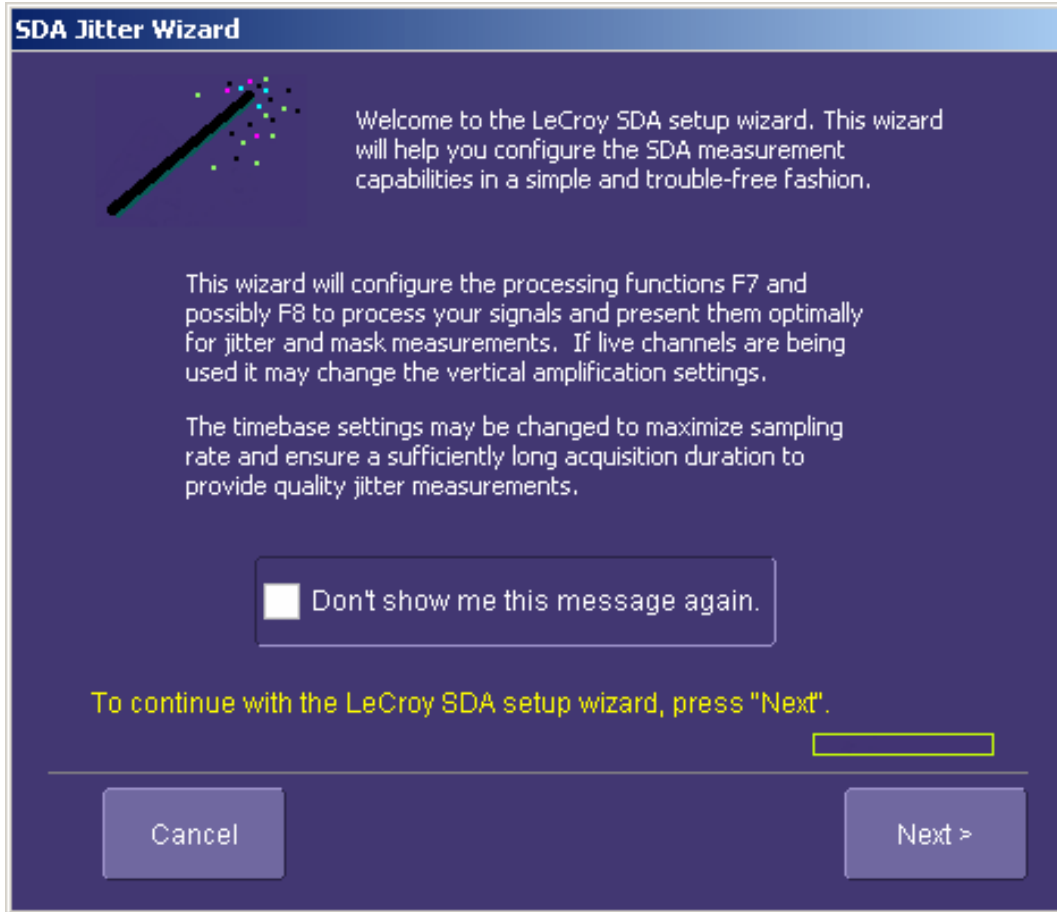 SDA Jitter Wizard
Welcome to the LeCroy SDA setup wizard. This wizard
will help you configure the SDA measurement
capabilities in a simple and trouble-free fashion.
This wizard will configure the processing functions F7 and
possibly F8 to process your signals and present them optimally
for jitter and mask measurements.  If live channels are being
used it may change the vertical amplification settings.
The timebase settings may be changed to maximize sampling
rate and ensure a sufficiently long acquisition duration to
provide quality jitter measurements.
Don't show me this message again.
To continue with the LeCroy SDA setup wizard, press "Next".
Cancel
Next >